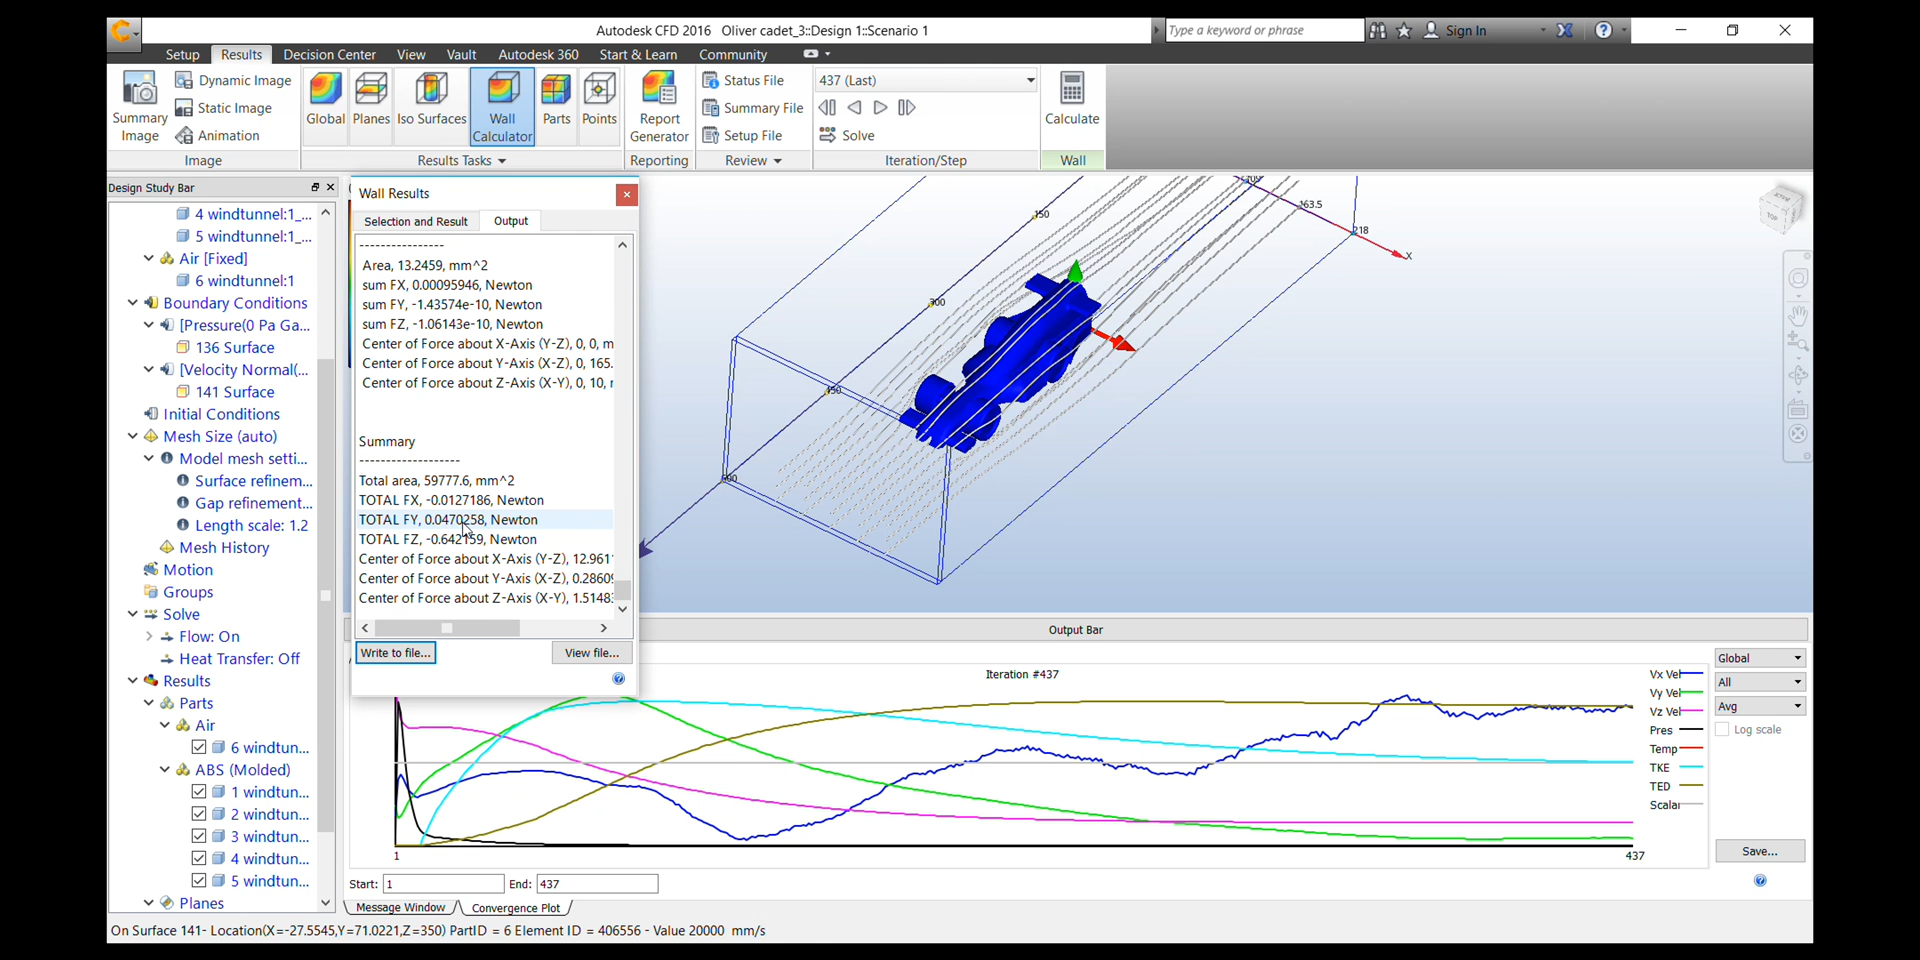 Autodesk CFD 2016   Oliver cadet_3::Design 1::Scenario 1
Type a keyword or phrase
Sign In
Setup
Results
Decision Center
View
Vault
Autodesk 360
Start & Learn
Community
Summary Image
Dynamic Image
Static Image
Animation
Image
Global
Planes
Iso Surfaces
Wall Calculator
Parts
Points
Results Tasks
Report Generator
Reporting
Status File
Summary File
Setup File
Review
437 (Last)
Solve
Iteration/Step
Calculate
Wall
Design Study Bar
4 windtunnel:1_...
5 windtunnel:1_...
Air [Fixed]
6 windtunnel:1
Boundary Conditions
[Pressure(0 Pa Ga...
136 Surface
[Velocity Normal(...
141 Surface
Initial Conditions
Mesh Size (auto)
Model mesh setti...
Surface refinem...
Gap refinement...
Length scale: 1.2
Mesh History
Motion
Groups
Solve
Flow: On
Heat Transfer: Off
Results
Parts
Air
6 windtun...
ABS (Molded)
1 windtun...
2 windtun...
3 windtun...
4 windtun...
5 windtun...
Planes
Wall Results
Selection and Result
Output
----------------
Area, 13.2459, mm^2
sum FX, 0.00095946, Newton
sum FY, -1.43574e-10, Newton
sum FZ, -1.06143e-10, Newton
Center of Force about X-Axis (Y-Z), 0, 0, m
Center of Force about Y-Axis (X-Z), 0, 165.
Center of Force about Z-Axis (X-Y), 0, 10, 
Summary
-------------------
Total area, 59777.6, mm^2
TOTAL FX, -0.0127186, Newton
TOTAL FY, 0.0470258, Newton
TOTAL FZ, -0.642159, Newton
Center of Force about X-Axis (Y-Z), 12.961
Center of Force about Y-Axis (X-Z), 0.2860
Center of Force about Z-Axis (X-Y), 1.5148
Write to file...
View file...
150
300
450
163.5
218
X
TOP
Output Bar
Iteration #437
Vx Vel
Vy Vel
Vz Vel
Pres
Temp
TKE
TED
Scalar
Global
All
Avg
Log scale
Save...
1
437
Start: 1
End: 437
Message Window
Convergence Plot
On Surface 141- Location(X=-27.5545,Y=71.0221,Z=350) PartID = 6 Element ID = 406556 - Value 20000 mm/s